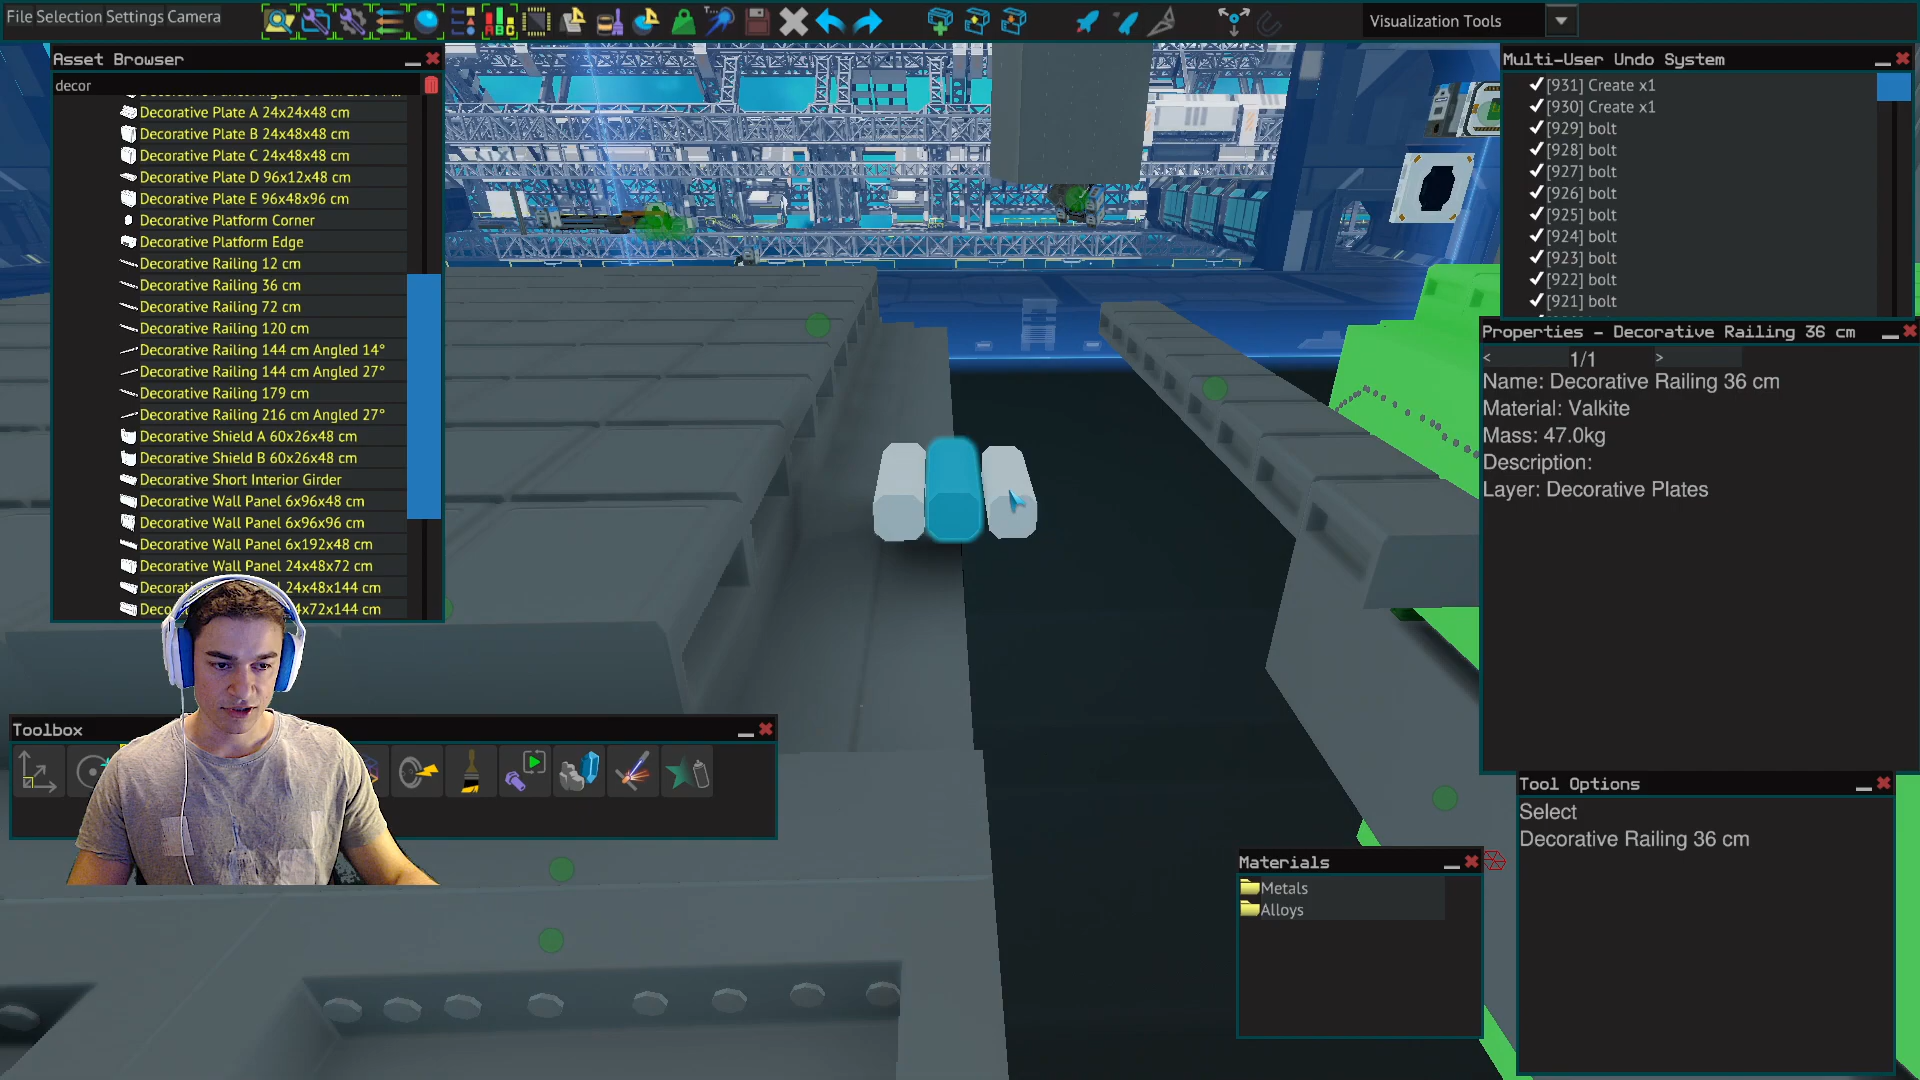 File Selection Settings Camera
Visualization Tools
Asset Browser
decor
Decorative Plate A 24x24x48 cm
Decorative Plate B 24x48x48 cm
Decorative Plate C 24x48x48 cm
Decorative Plate D 96x12x48 cm
Decorative Plate E 96x48x96 cm
Decorative Platform Corner
Decorative Platform Edge
Decorative Railing 12 cm
Decorative Railing 36 cm
Decorative Railing 72 cm
Decorative Railing 120 cm
Decorative Railing 144 cm Angled 14°
Decorative Railing 144 cm Angled 27°
Decorative Railing 179 cm
Decorative Railing 216 cm Angled 27°
Decorative Shield A 60x26x48 cm
Decorative Shield B 60x26x48 cm
Decorative Short Interior Girder
Decorative Wall Panel 6x96x48 cm
Decorative Wall Panel 6x96x96 cm
Decorative Wall Panel 6x192x48 cm
Decorative Wall Panel 24x48x72 cm
24x48x144 cm
4x72x144 cm
Toolbox
Multi-User Undo System
[931] Create x1
[930] Create x1
[929] bolt
[928] bolt
[927] bolt
[926] bolt
[925] bolt
[924] bolt
[923] bolt
[922] bolt
[921] bolt
Properties - Decorative Railing 36 cm
< 1/1 >
Name: Decorative Railing 36 cm
Material: Valkite
Mass: 47.0kg
Description:
Layer: Decorative Plates
Tool Options
Select
Decorative Railing 36 cm
Materials
Metals
Alloys